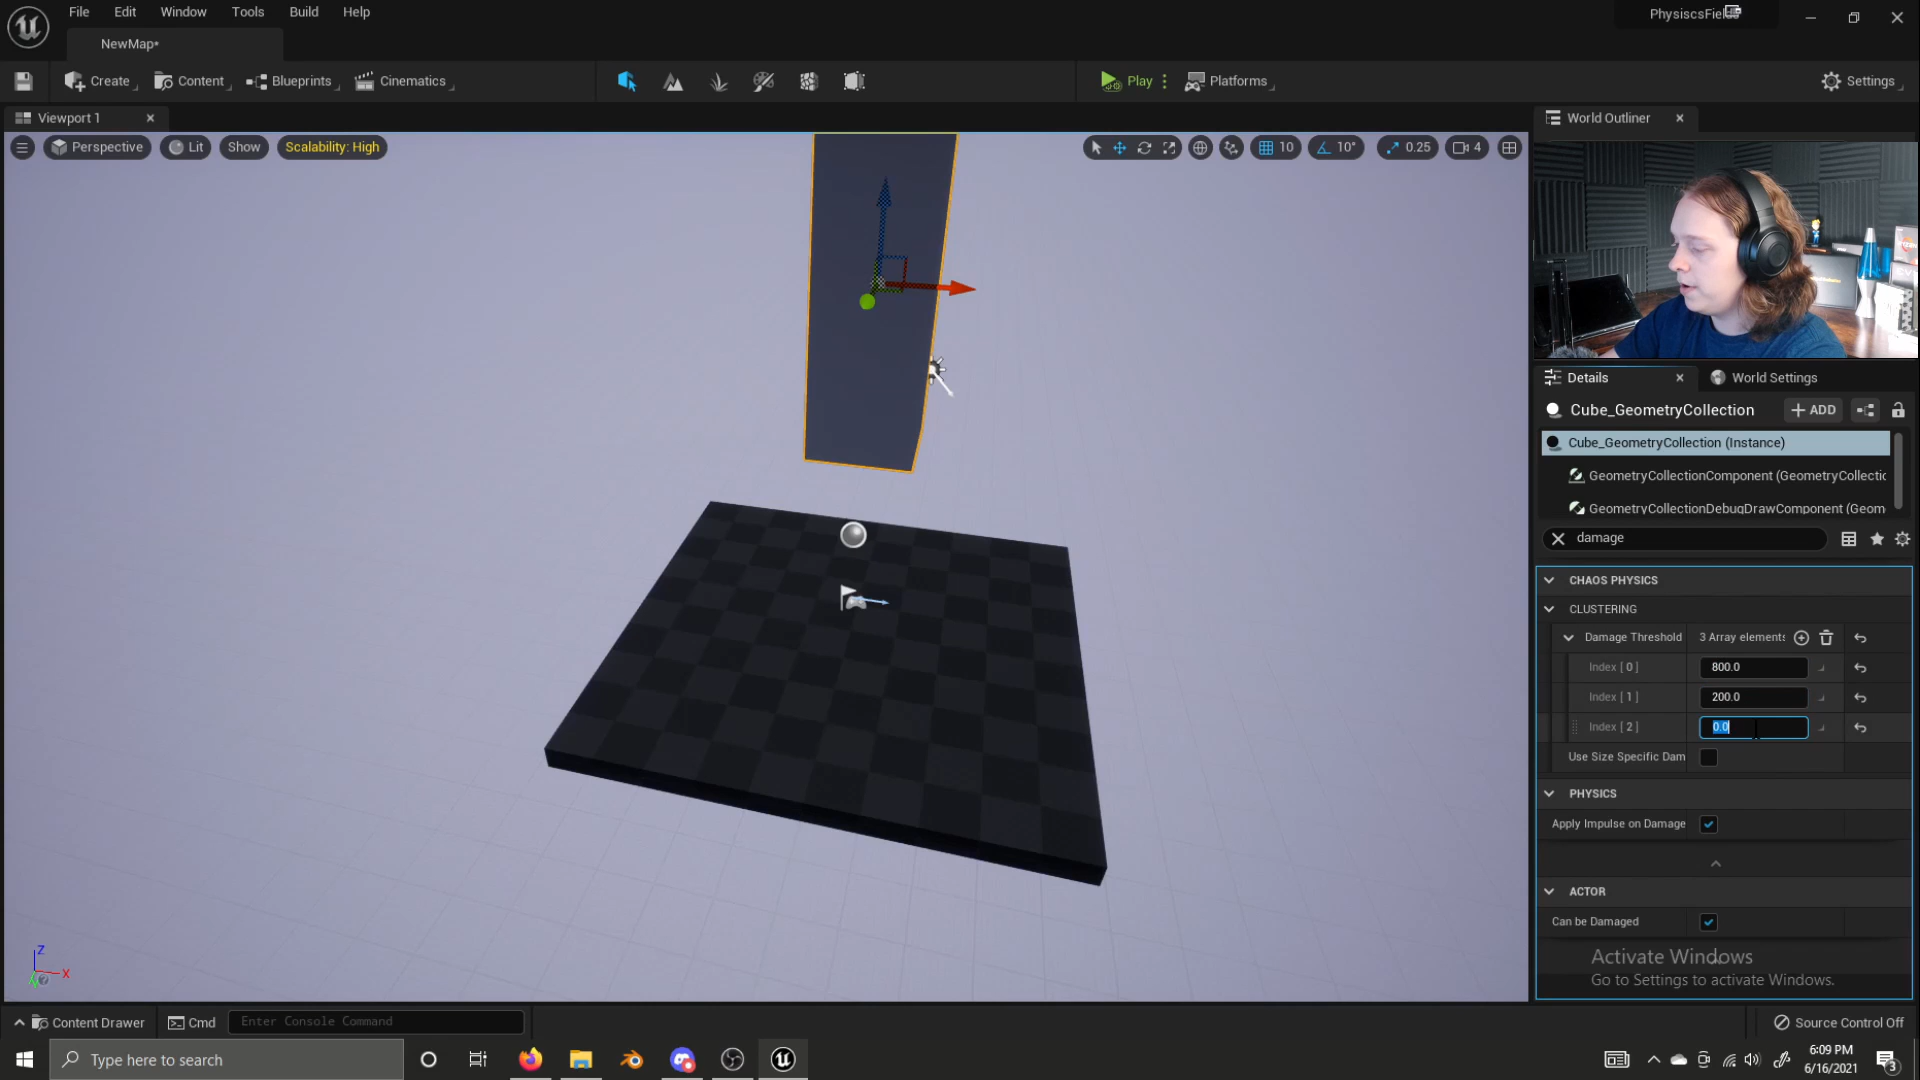 File Edit Window Tools Build Help
PhysiscsFiel
NewMap*
Create Content Blueprints Cinematics Play Platforms Settings
Viewport 1
World Outliner
Perspective Lit Show Scalability: High 10 10° 0.25 4
Details World Settings
Cube_GeometryCollection ADD
Cube_GeometryCollection (Instance)
GeometryCollectionComponent (GeometryCollectic
GeometryCollectionDebugDrawComponent (Geom
damage
CHAOS PHYSICS
CLUSTERING
Damage Threshold 3 Array elements
Index [ 0 ] 800.0
Index [ 1 ] 200.0
Index [ 2 ] 0.0
Use Size Specific Dam
PHYSICS
Apply Impulse on Damage
ACTOR
Can be Damaged
Activate Windows
Go to Settings to activate Windows.
Z
X
Content Drawer Cmd Enter Console Command Source Control Off
Type here to search
6:09 PM
6/16/2021
3